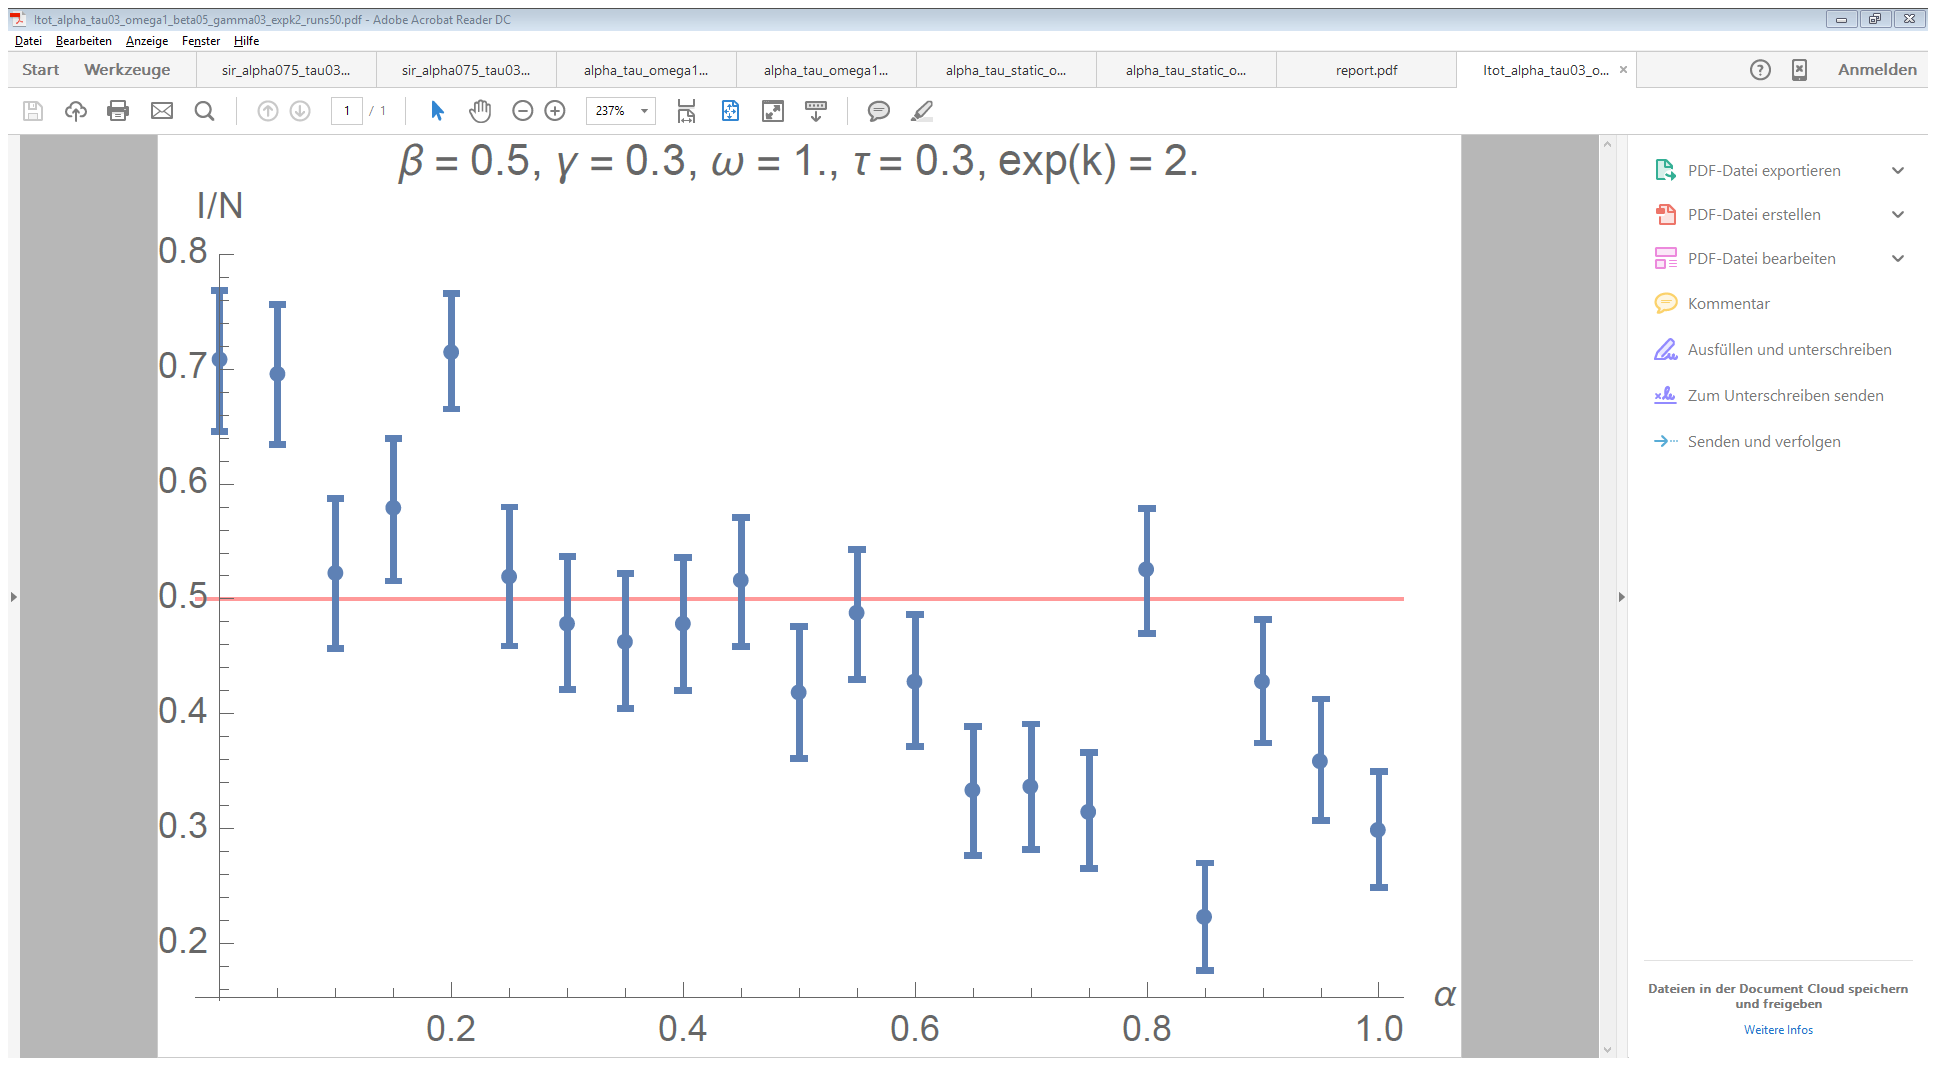 Itot_alpha_tau03_omega1_beta05_gamma03_expk2_runs50.pdf - Adobe Acrobat Reader DC
Datei Bearbeiten Anzeige Fenster Hilfe
Start Werkzeuge sir_alpha075_tau03... sir_alpha075_tau03... alpha_tau_omega1... alpha_tau_omega1... alpha_tau_static_o... alpha_tau_static_o... report.pdf Itot_alpha_tau03_o... × Anmelden
1 / 1 237%
β = 0.5, γ = 0.3, ω = 1., τ = 0.3, exp(k) = 2.
I/N
0.8
0.7
0.6
0.5
0.4
0.3
0.2
0.2 0.4 0.6 0.8 1.0
α
PDF-Datei exportieren
PDF-Datei erstellen
PDF-Datei bearbeiten
Kommentar
Ausfüllen und unterschreiben
Zum Unterschreiben senden
Senden und verfolgen
Dateien in der Document Cloud speichern
und freigeben
Weitere Infos